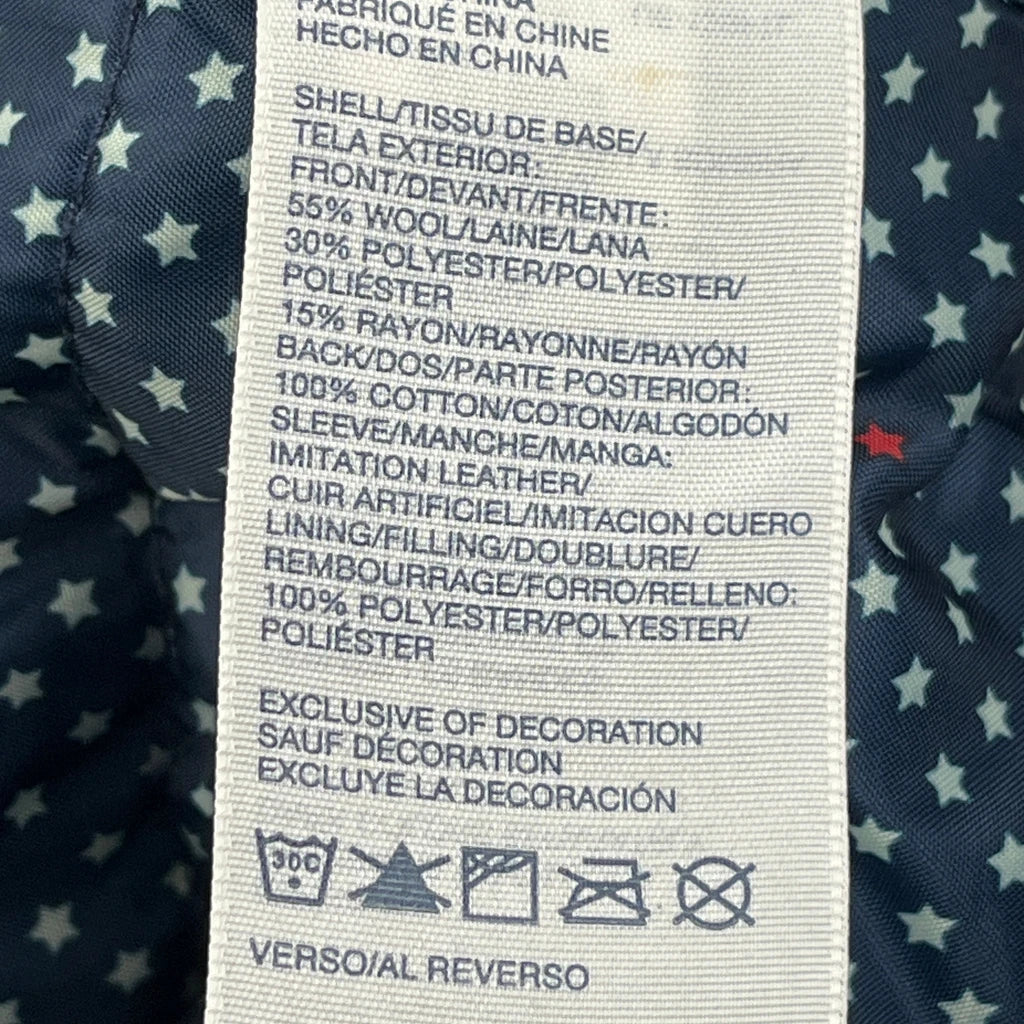 FABRIQUÉ EN CHINE
HECHO EN CHINA
SHELL/TISSU DE BASE/
TELA EXTERIOR:
FRONT/DEVANT/FRENTE:
55% WOOL/LAINE/LANA
30% POLYESTER/POLYESTER/
POLIÉSTER
15% RAYON/RAYONNE/RAYÓN
BACK/DOS/PARTE POSTERIOR:
100% COTTON/COTON/ALGODÓN
SLEEVE/MANCHE/MANGA:
IMITATION LEATHER/
CUIR ARTIFICIEL/IMITACION CUERO
LINING/FILLING/DOUBLURE/
REMBOURRAGE/FORRO/RELLENO:
100% POLYESTER/POLYESTER/
POLIÉSTER
EXCLUSIVE OF DECORATION
SAUF DÉCORATION
EXCLUYE LA DECORACIÓN
30C
VERSO/AL REVERSO